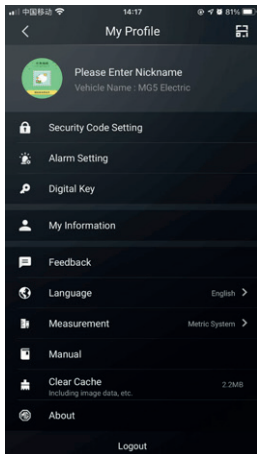 中国移动
14:17
81%
My Profile
Please Enter Nickname
Vehicle Name : MG5 Electric
Security Code Setting
Alarm Setting
Digital Key
My Information
Feedback
Language English
Measurement Metric System
Manual
Clear Cache 2.2MB
Including image data, etc.
About
Logout